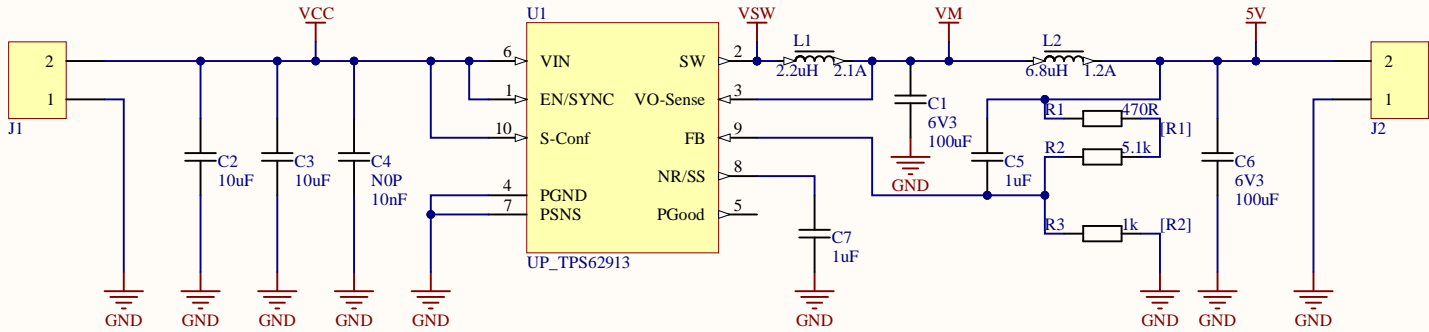 VCC
U1
VSW
VM
5V
2
1
J1
6
VIN
1
EN/SYNC
10
S-Conf
4
PGND
7
PSNS
SW
2
VO-Sense
3
FB
9
NR/SS
8
PGood
5
UP_TPS62913
L1
2.2uH
2.1A
L2
6.8uH
1.2A
C1
6V3
100uF
GND
C2
10uF
C3
10uF
C4
N0P
10nF
C5
1uF
R1
470R
[R1]
R2
5.1k
R3
1k
[R2]
C6
6V3
100uF
C7
1uF
2
1
J2
GND
GND
GND
GND
GND
GND
GND
GND
GND